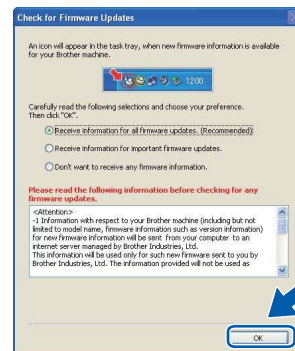 Check for Firmware Updates
An icon will appear in the task tray, when new firmware information is available
for your Brother machine.
1200
Carefully read the following selections and choose your preference.
Then click "OK".
Receive information for all firmware updates. (Recommended)
Receive information for important firmware updates.
Don't want to receive any firmware information.
Please read the following information before checking for any
firmware updates.
<Attention>
-1 Information with respect to your Brother machine (including but not
limited to model name, firmware information such as version information)
for new firmware information will be sent from your computer to an
internet server managed by Brother Industries, Ltd.
This information will be used only for such new firmware sent to you by
Brother Industries, Ltd. The information provided will not be used as
OK